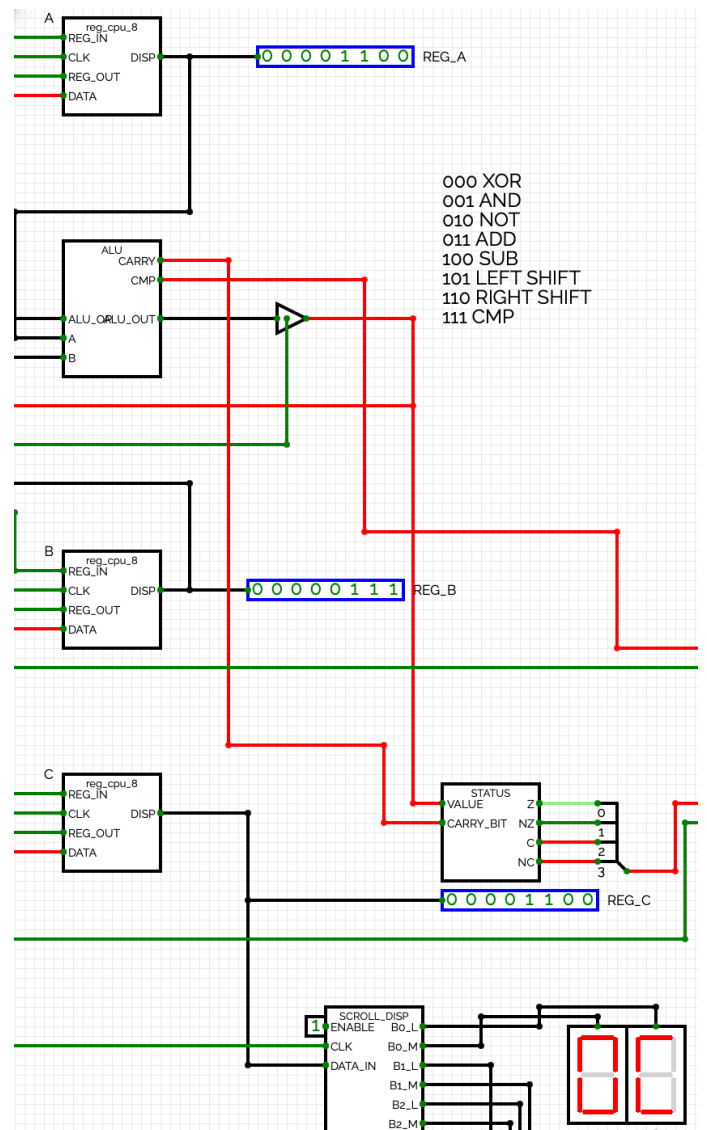 A
reg_cpu_8
REG_IN
CLK
DISP
REG_OUT
DATA
0 0 0 0 1 1 0 0
REG_A
000 XOR
001 AND
010 NOT
011 ADD
100 SUB
101 LEFT SHIFT
110 RIGHT SHIFT
111 CMP
ALU
CARRY
CMP
ALU_OP
ALU_OUT
A
B
B
reg_cpu_8
REG_IN
CLK
DISP
REG_OUT
DATA
0 0 0 0 0 1 1 1
REG_B
C
reg_cpu_8
REG_IN
CLK
DISP
REG_OUT
DATA
STATUS
VALUE
Z
CARRY_BIT
NZ
C
NC
0
1
2
3
0 0 0 0 1 1 0 0
REG_C
SCROLL_DISP
1
ENABLE
B0_L
CLK
B0_M
DATA_IN
B1_L
B1_M
B2_L
B2_M
0C